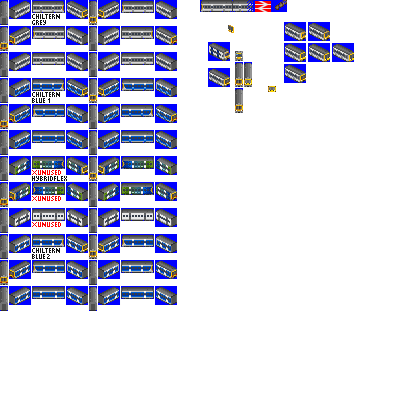 CHILTERN
GREY
CHILTERN
BLUE 1
XUNUSED
HYBRIDFLEX
XUNUSED
XUNUSED
CHILTERN
BLUE 2